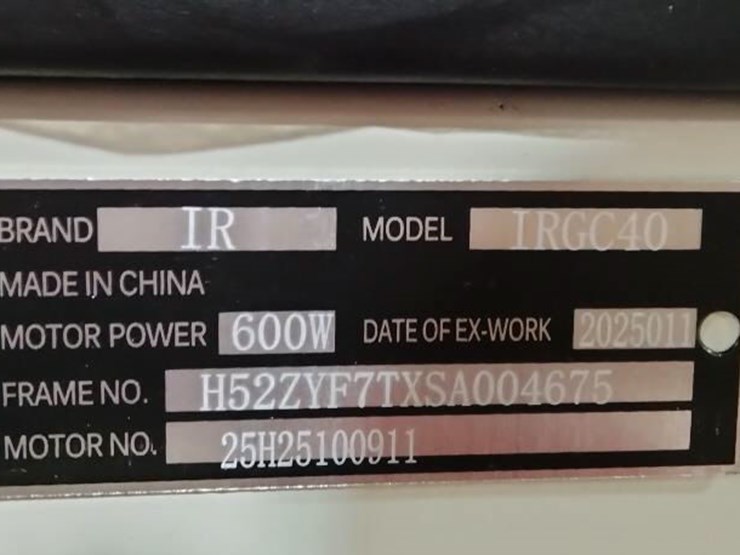 BRAND IR MODEL IRGC40
MADE IN CHINA
MOTOR POWER 600W DATE OF EX-WORK 2025011
FRAME NO. H52ZYF7TXSA004675
MOTOR NO. 25H25100911